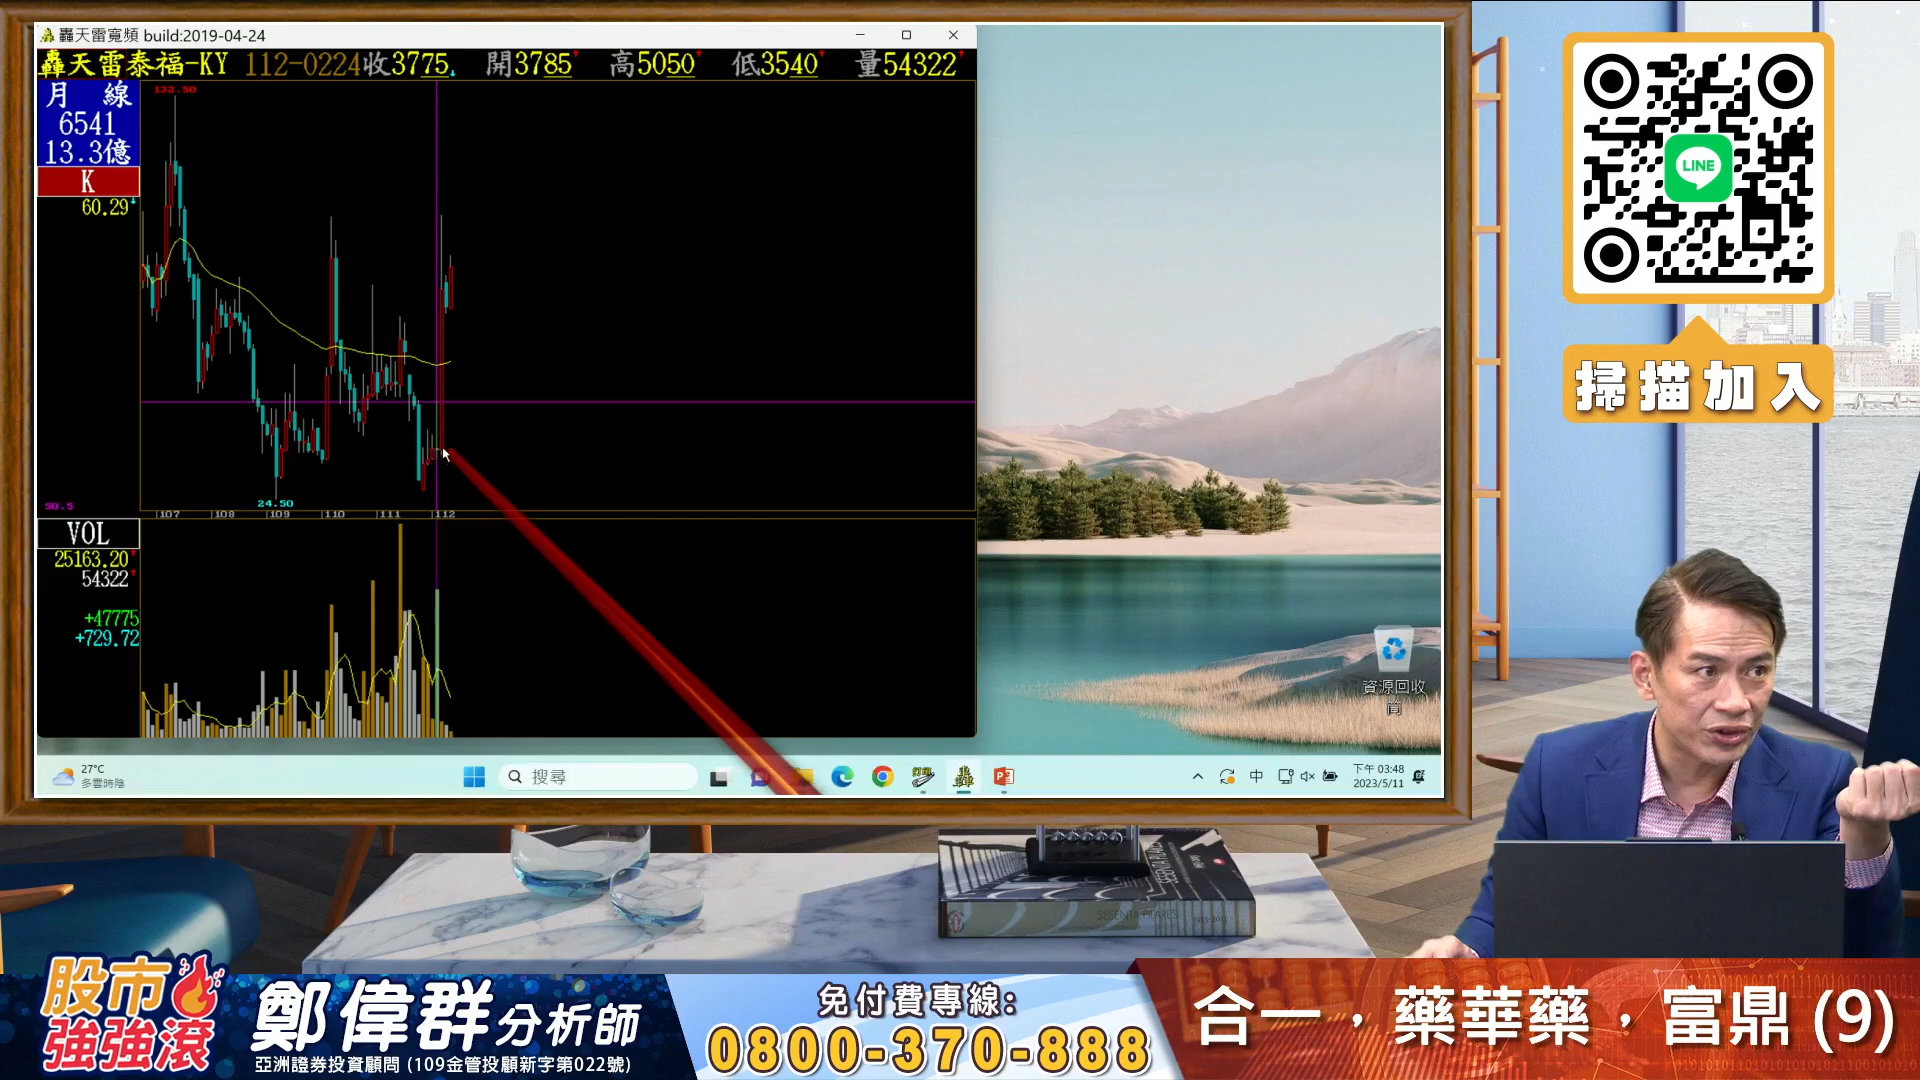 轟天雷寬頻 build:2019-04-24
轟天雷泰福-KY 112-0224收3775 開3785 高5050 低3540 量54322
月 線
6541
13.3億
K
60.29
132.50
24.50
50.5
107 108 109 110 111 112
VOL
25163.20
54322
+47775
+729.72
資源回收筒
27°C
多雲時陰
搜尋
中
下午 03:48
2023/5/11
LINE
掃描加入
SESENTA PILARES
股市強強滾
鄭偉群分析師
亞洲證券投資顧問 (109金管投顧新字第022號)
免付費專線:
0800-370-888
合一，藥華藥，富鼎 (9)